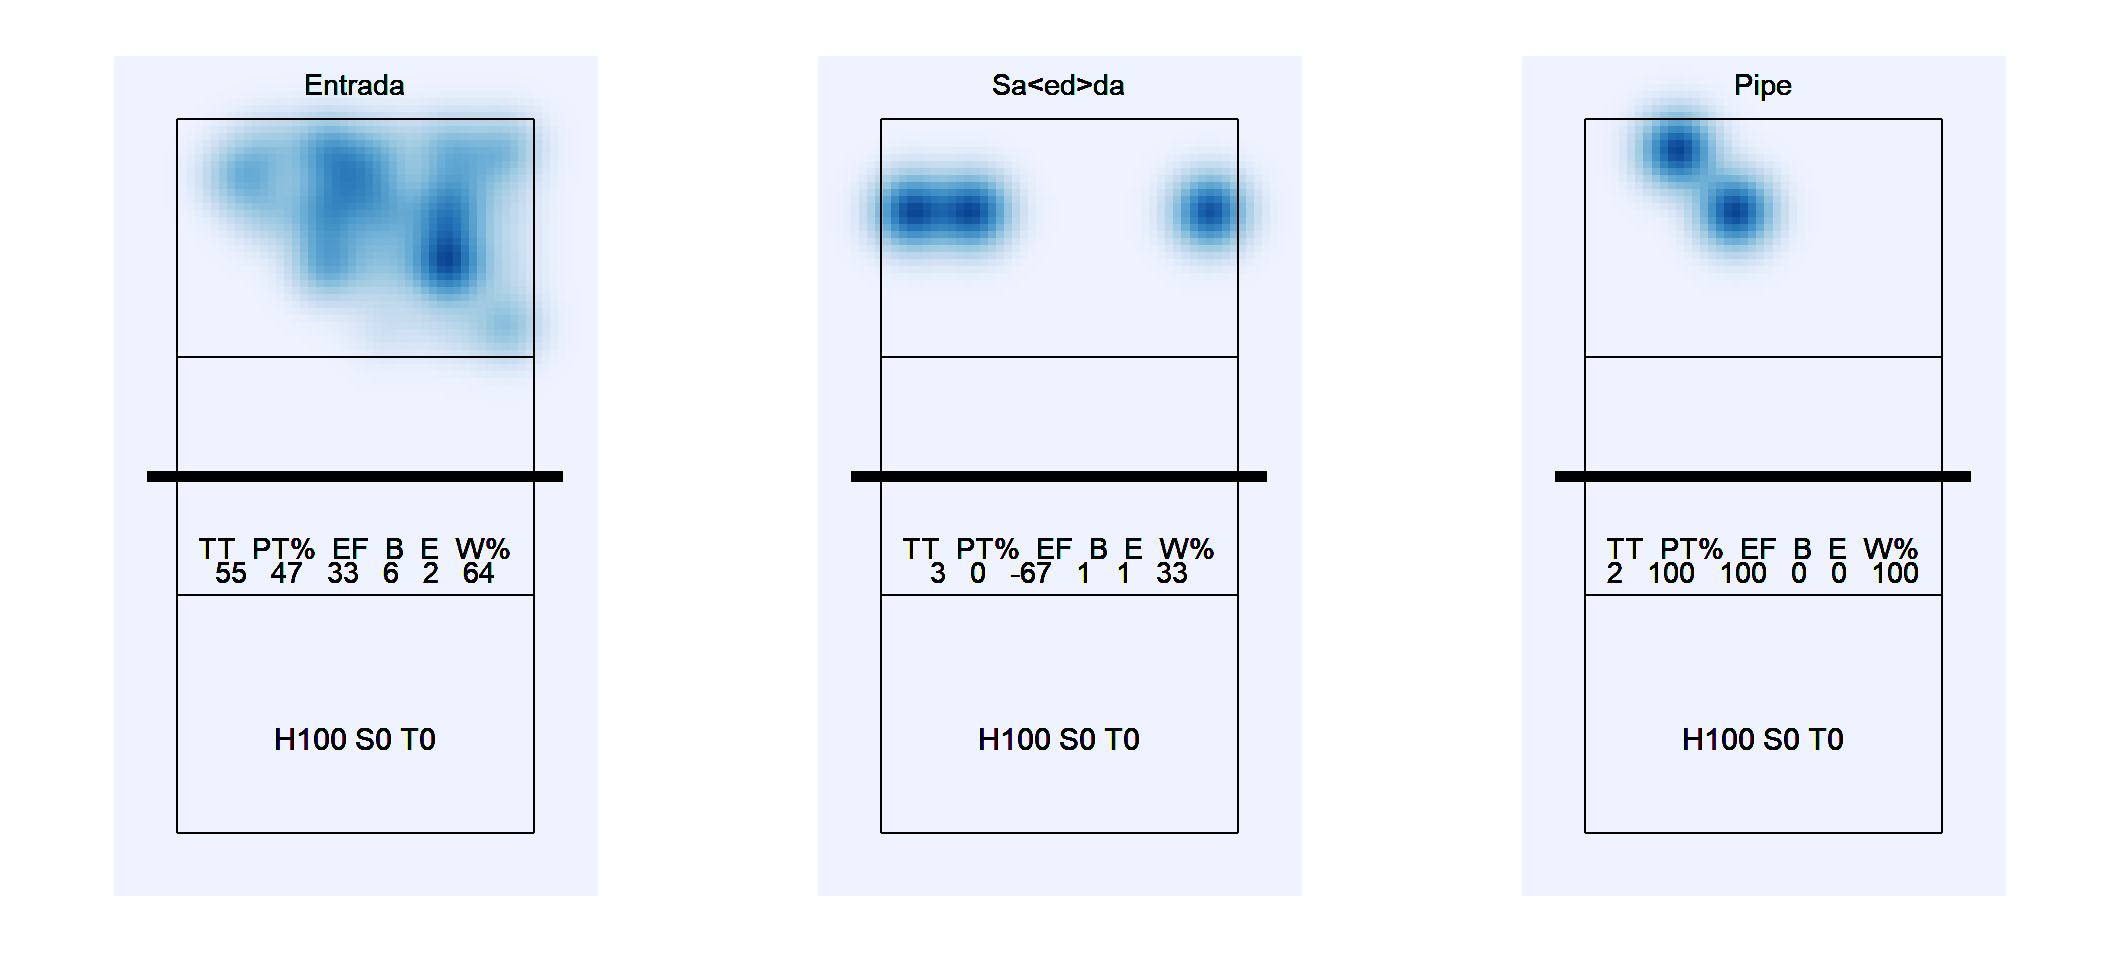 Entrada
TT PT% EF B E W%
55 47 33 6 2 64
H100 S0 T0
Sa<ed>da
TT PT% EF B E W%
3 0 -67 1 1 33
H100 S0 T0
Pipe
TT PT% EF B E W%
2 100 100 0 0 100
H100 S0 T0